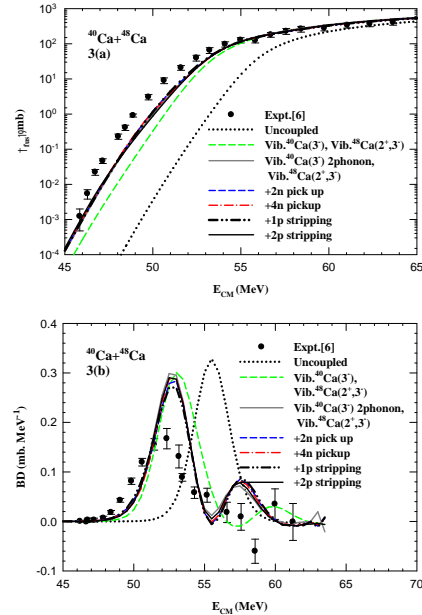 ⁴⁰Ca+⁴⁸Ca
3(a)
10³
10²
10¹
10⁰
10⁻¹
10⁻²
10⁻³
10⁻⁴
Expt.[6]
Uncoupled
Vib.⁴⁰Ca(3⁻), Vib.⁴⁸Ca(2⁺,3⁻)
Vib.⁴⁰Ca(3⁻) 2phonon,
Vib.⁴⁸Ca(2⁺,3⁻)
+2n pick up
+4n pickup
+1p stripping
+2p stripping
45 50 55 60 65
E_CM (MeV)
⁴⁰Ca+⁴⁸Ca
3(b)
BD (mb. MeV⁻¹)
0.4
0.3
0.2
0.1
0.0
-0.1
Expt.[6]
Uncoupled
Vib.⁴⁰Ca(3⁻),
Vib.⁴⁸Ca(2⁺,3⁻)
Vib.⁴⁰Ca(3⁻) 2phonon,
Vib.⁴⁸Ca(2⁺,3⁻)
+2n pick up
+4n pickup
+1p stripping
+2p stripping
45 50 55 60 65 70
E_CM (MeV)